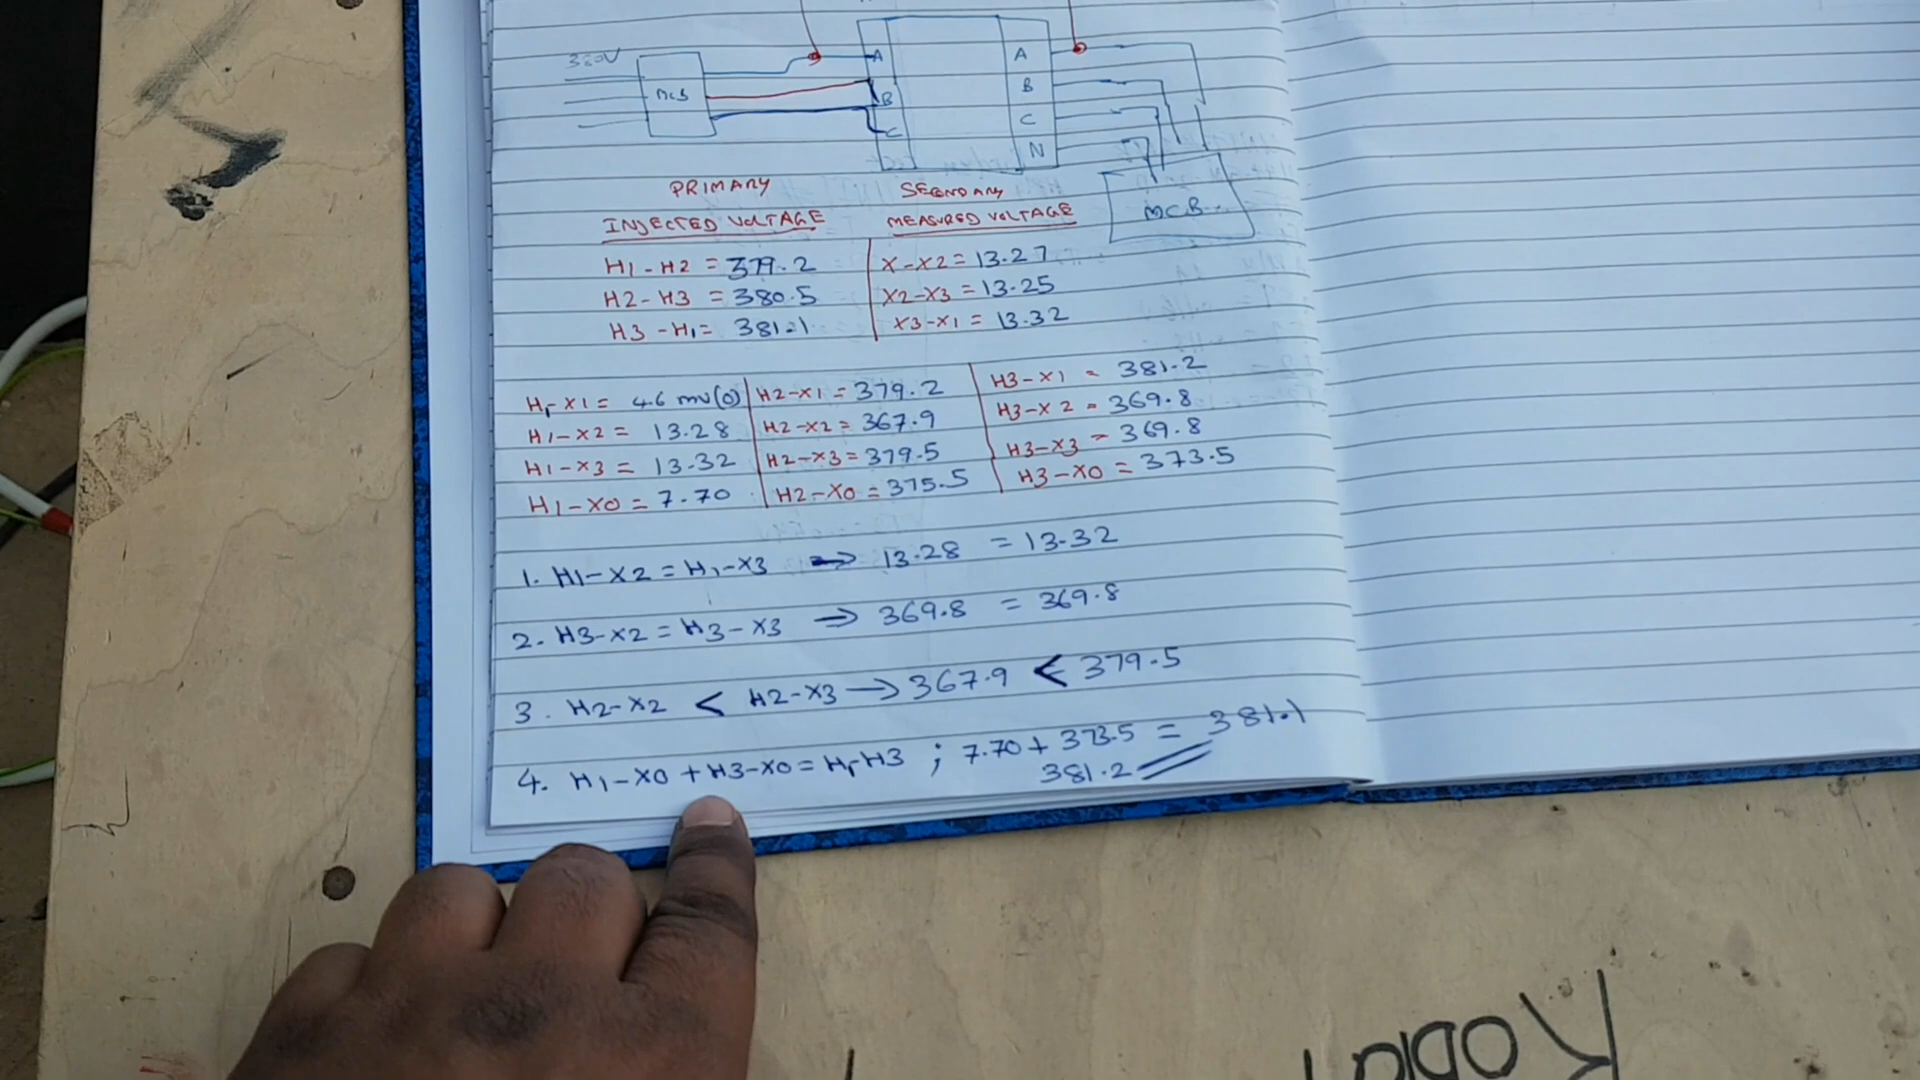 380V
MCB
A
B
C
A
B
C
N
MCB
PRIMARY
INJECTED VOLTAGE
SECONDARY
MEASURED VOLTAGE
H1-H2 = 379.2
H2-H3 = 380.5
H3-H1 = 381.1
X-X2 = 13.27
X2-X3 = 13.25
X3-X1 = 13.32
H1-X1 = 4.6 mv(0)
H1-X2 = 13.28
H1-X3 = 13.32
H1-X0 = 7.70
H2-X1 = 379.2
H2-X2 = 367.9
H2-X3 = 379.5
H2-X0 = 375.5
H3-X1 = 381.2
H3-X2 = 369.8
H3-X3 = 369.8
H3-X0 = 373.5
1. H1-X2 = H1-X3 → 13.28 = 13.32
2. H3-X2 = H3-X3 → 369.8 = 369.8
3. H2-X2 < H2-X3 → 367.9 < 379.5
4. H1-X0 + H3-X0 = H1-H3 ; 7.70 + 373.5 = 381.1
381.2